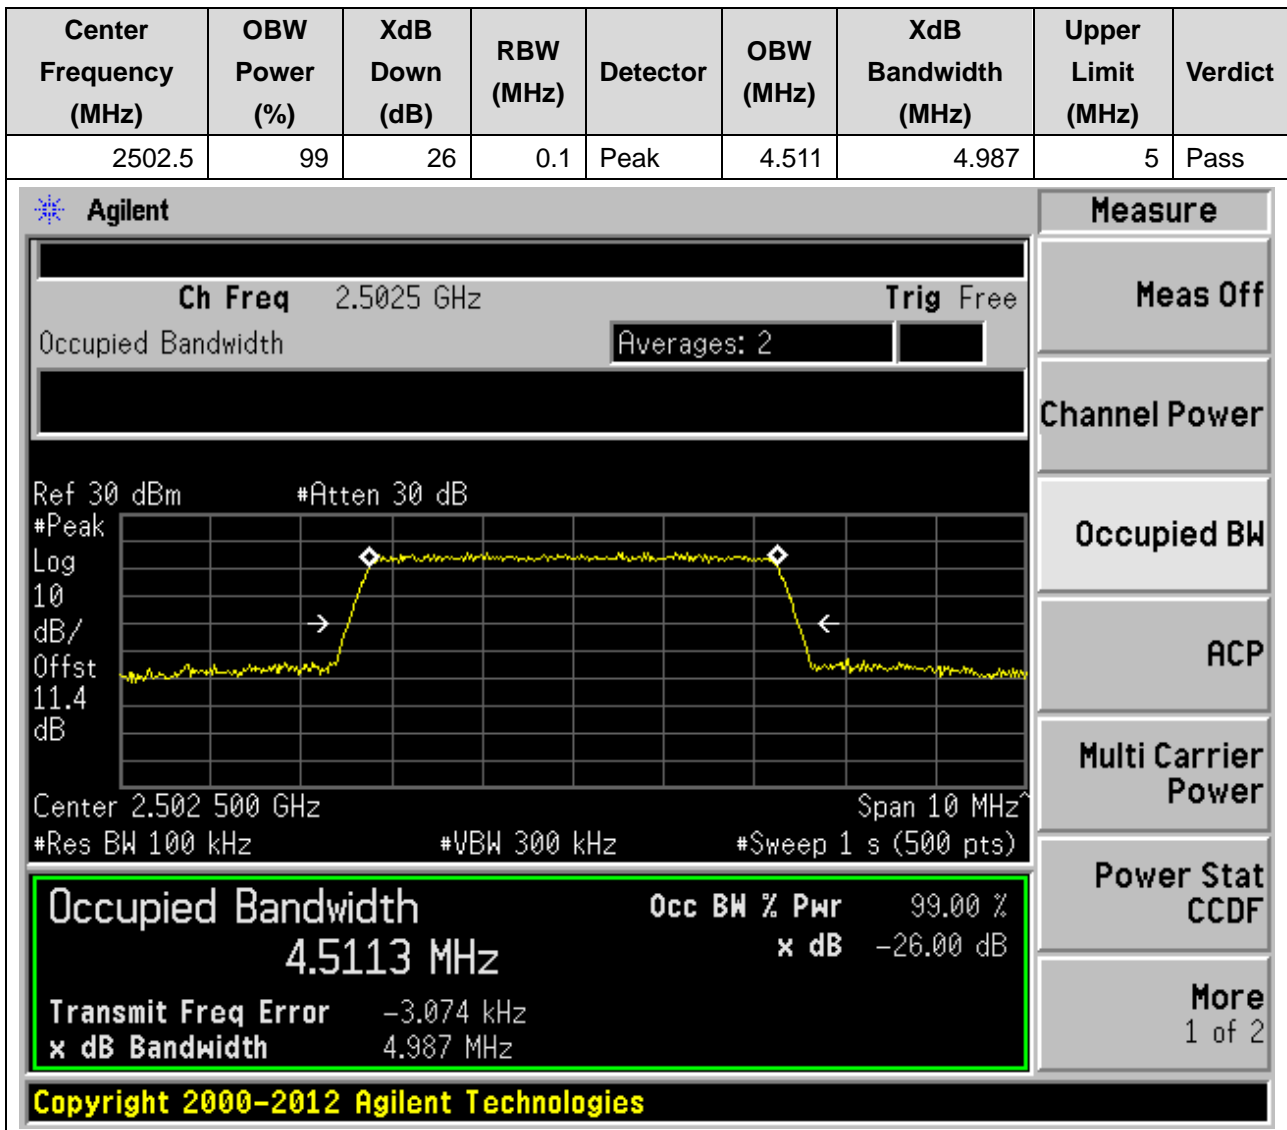 Center Frequency (MHz) OBW Power (%) XdB Down (dB) RBW (MHz) Detector OBW (MHz) XdB Bandwidth (MHz) Upper Limit (MHz) Verdict
2502.5 99 26 0.1 Peak 4.511 4.987 5 Pass
Agilent
Measure
Ch Freq 2.5025 GHz Trig Free
Meas Off
Occupied Bandwidth Averages: 2
Channel Power
Ref 30 dBm #Atten 30 dB
#Peak
Log
10
dB/
Offst
11.4
dB
Occupied BW
ACP
Center 2.502 500 GHz Span 10 MHz^
#Res BW 100 kHz #VBW 300 kHz #Sweep 1 s (500 pts)
Multi Carrier
Power
Occupied Bandwidth Occ BW % Pwr 99.00 %
4.5113 MHz x dB -26.00 dB
Transmit Freq Error -3.074 kHz
x dB Bandwidth 4.987 MHz
Power Stat
CCDF
More
1 of 2
Copyright 2000-2012 Agilent Technologies